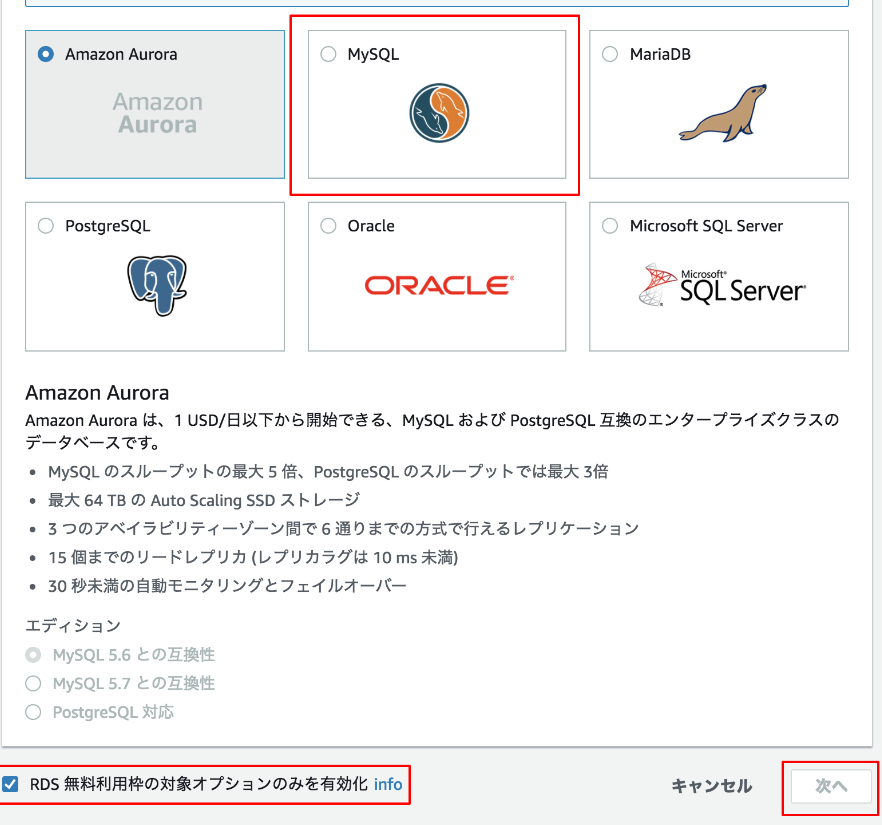 Amazon Aurora
Amazon
Aurora
MySQL
MariaDB
PostgreSQL
Oracle
ORACLE®
Microsoft SQL Server
Microsoft®
SQL Server®
Amazon Aurora
Amazon Aurora は、1 USD/日以下から開始できる、MySQL および PostgreSQL 互換のエンタープライズクラスの
データベースです。
• MySQL のスループットの最大 5 倍、PostgreSQL のスループットでは最大 3倍
• 最大 64 TB の Auto Scaling SSD ストレージ
• 3 つのアベイラビリティーゾーン間で 6 通りまでの方式で行えるレプリケーション
• 15 個までのリードレプリカ (レプリカラグは 10 ms 未満)
• 30 秒未満の自動モニタリングとフェイルオーバー
エディション
MySQL 5.6 との互換性
MySQL 5.7 との互換性
PostgreSQL 対応
RDS 無料利用枠の対象オプションのみを有効化 info
キャンセル
次へ